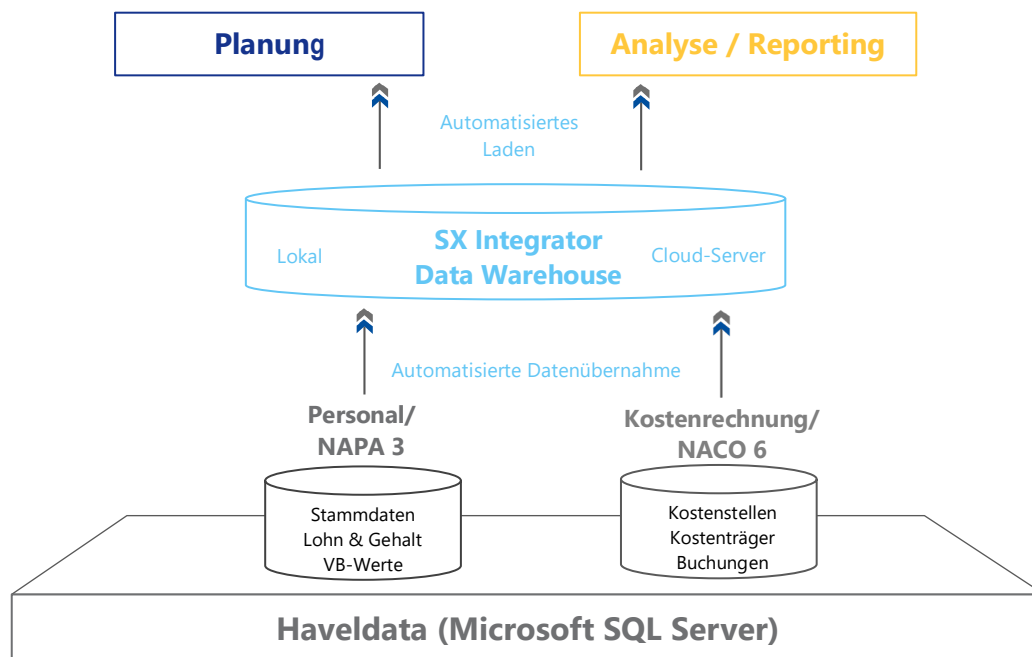 Planung
Analyse / Reporting
Automatisiertes
Laden
SX Integrator
Data Warehouse
Lokal
Cloud-Server
Automatisierte Datenübernahme
Personal/
NAPA 3
Kostenrechnung/
NACO 6
Stammdaten
Lohn & Gehalt
VB-Werte
Kostenstellen
Kostenträger
Buchungen
Haveldata (Microsoft SQL Server)